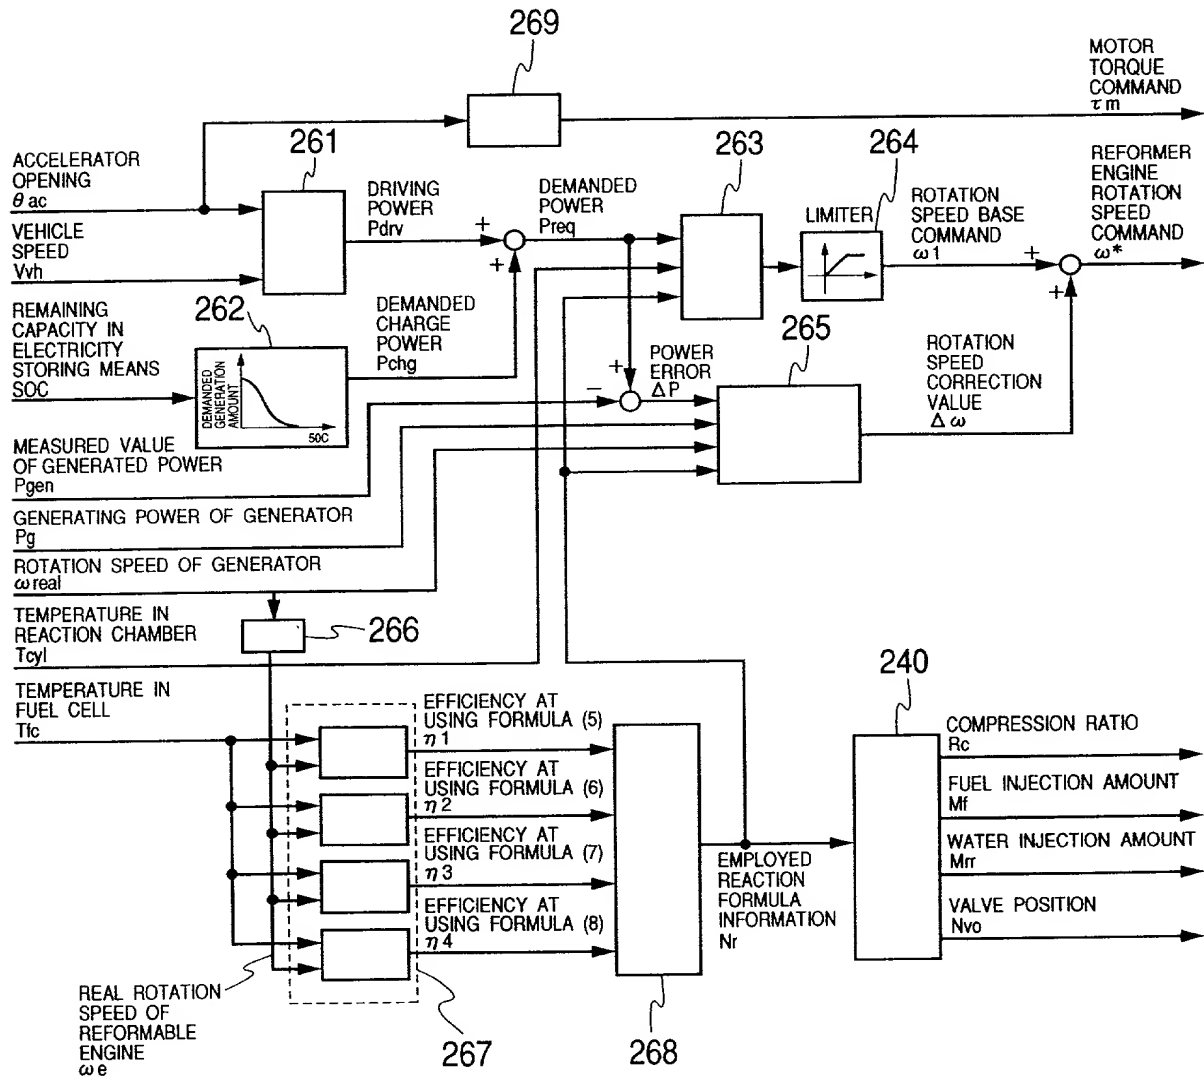 269
MOTOR
TORQUE
COMMAND
τm
261
263
264
ACCELERATOR
OPENING
θac
DRIVING
POWER
Pdrv
DEMANDED
POWER
Preq
LIMITER
ROTATION
SPEED BASE
COMMAND
ω1
REFORMER
ENGINE
ROTATION
SPEED
COMMAND
ω*
VEHICLE
SPEED
Vvh
+
+
+
+
REMAINING
CAPACITY IN
ELECTRICITY
STORING MEANS
SOC
262
DEMANDED
GENERATION
AMOUNT
SOC
DEMANDED
CHARGE
POWER
Pchg
+
−
POWER
ERROR
ΔP
265
ROTATION
SPEED
CORRECTION
VALUE
Δω
MEASURED VALUE
OF GENERATED POWER
Pgen
GENERATING POWER OF GENERATOR
Pg
ROTATION SPEED OF GENERATOR
ωreal
266
TEMPERATURE IN
REACTION CHAMBER
Tcyl
TEMPERATURE IN
FUEL CELL
Tfc
EFFICIENCY AT
USING FORMULA (5)
η1
EFFICIENCY AT
USING FORMULA (6)
η2
EFFICIENCY AT
USING FORMULA (7)
η3
EFFICIENCY AT
USING FORMULA (8)
η4
240
COMPRESSION RATIO
Rc
FUEL INJECTION AMOUNT
Mf
WATER INJECTION AMOUNT
Mrr
VALVE POSITION
Nvo
EMPLOYED
REACTION
FORMULA
INFORMATION
Nr
REAL ROTATION
SPEED OF
REFORMABLE
ENGINE
ωe
267
268